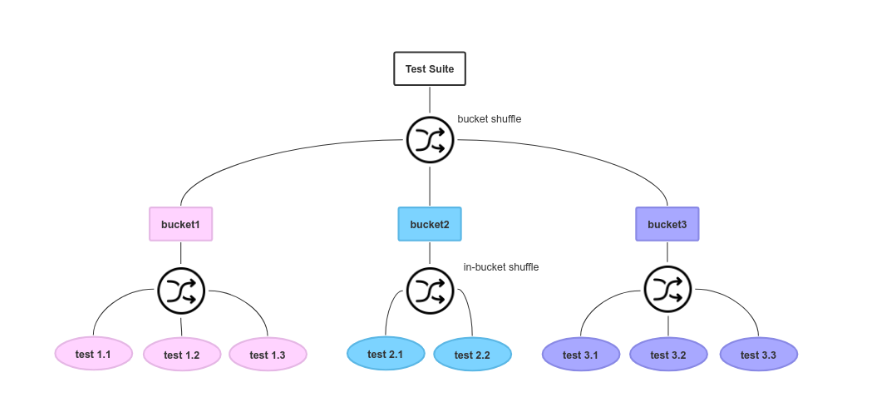 Test Suite
bucket shuffle
bucket1
bucket2
bucket3
in-bucket shuffle
test 1.1
test 1.2
test 1.3
test 2.1
test 2.2
test 3.1
test 3.2
test 3.3